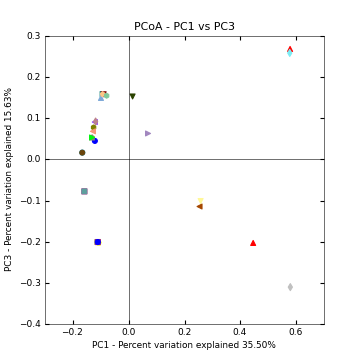 PCoA - PC1 vs PC3
0.3
0.2
0.1
0.0
−0.1
−0.2
−0.3
−0.4
PC3 - Percent variation explained 15.63%
−0.2 0.0 0.2 0.4 0.6
PC1 - Percent variation explained 35.50%